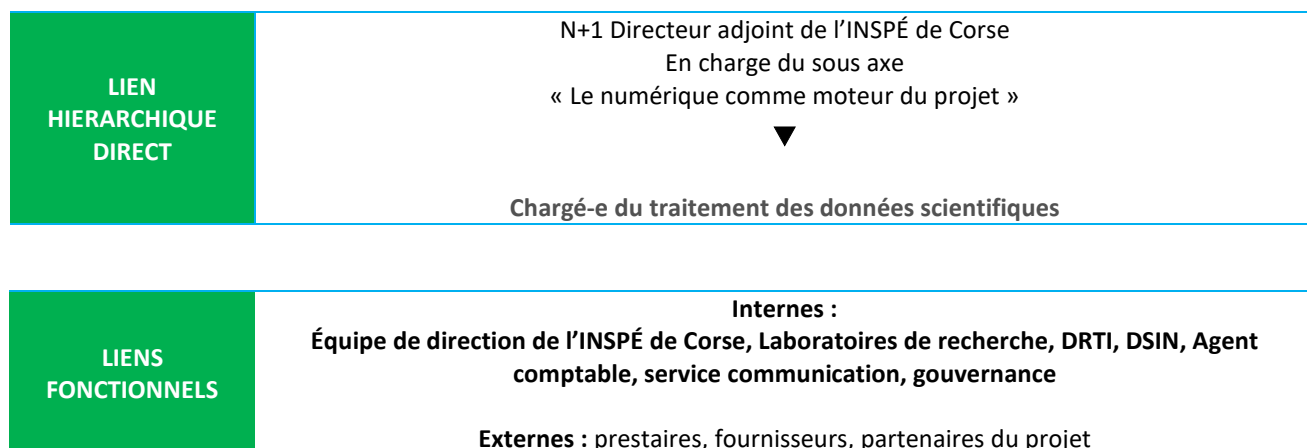 LIEN
HIERARCHIQUE
DIRECT
N+1 Directeur adjoint de l’INSPÉ de Corse
En charge du sous axe
« Le numérique comme moteur du projet »
Chargé-e du traitement des données scientifiques
LIENS
FONCTIONNELS
Internes :
Équipe de direction de l’INSPÉ de Corse, Laboratoires de recherche, DRTI, DSIN, Agent
comptable, service communication, gouvernance
Externes : prestaires, fournisseurs, partenaires du projet